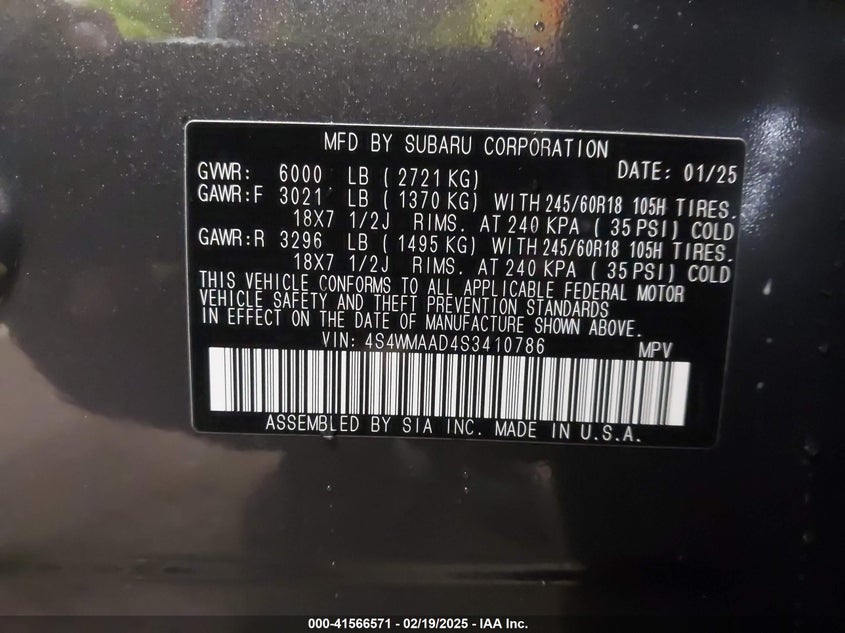 MFD BY SUBARU CORPORATION
GVWR: 6000 LB ( 2721 KG) DATE: 01/25
GAWR:F 3021 LB ( 1370 KG) WITH 245/60R18 105H TIRES.
18X7 1/2J RIMS. AT 240 KPA ( 35 PSI) COLD
GAWR:R 3296 LB ( 1495 KG) WITH 245/60R18 105H TIRES.
18X7 1/2J RIMS. AT 240 KPA ( 35 PSI) COLD
THIS VEHICLE CONFORMS TO ALL APPLICABLE FEDERAL MOTOR
VEHICLE SAFETY AND THEFT PREVENTION STANDARDS
IN EFFECT ON THE DATE OF MANUFACTURE SHOWN ABOVE.
VIN: 4S4WMAAD4S3410786 MPV
ASSEMBLED BY SIA INC. MADE IN U.S.A.
000-41566571 - 02/19/2025 - IAA Inc.